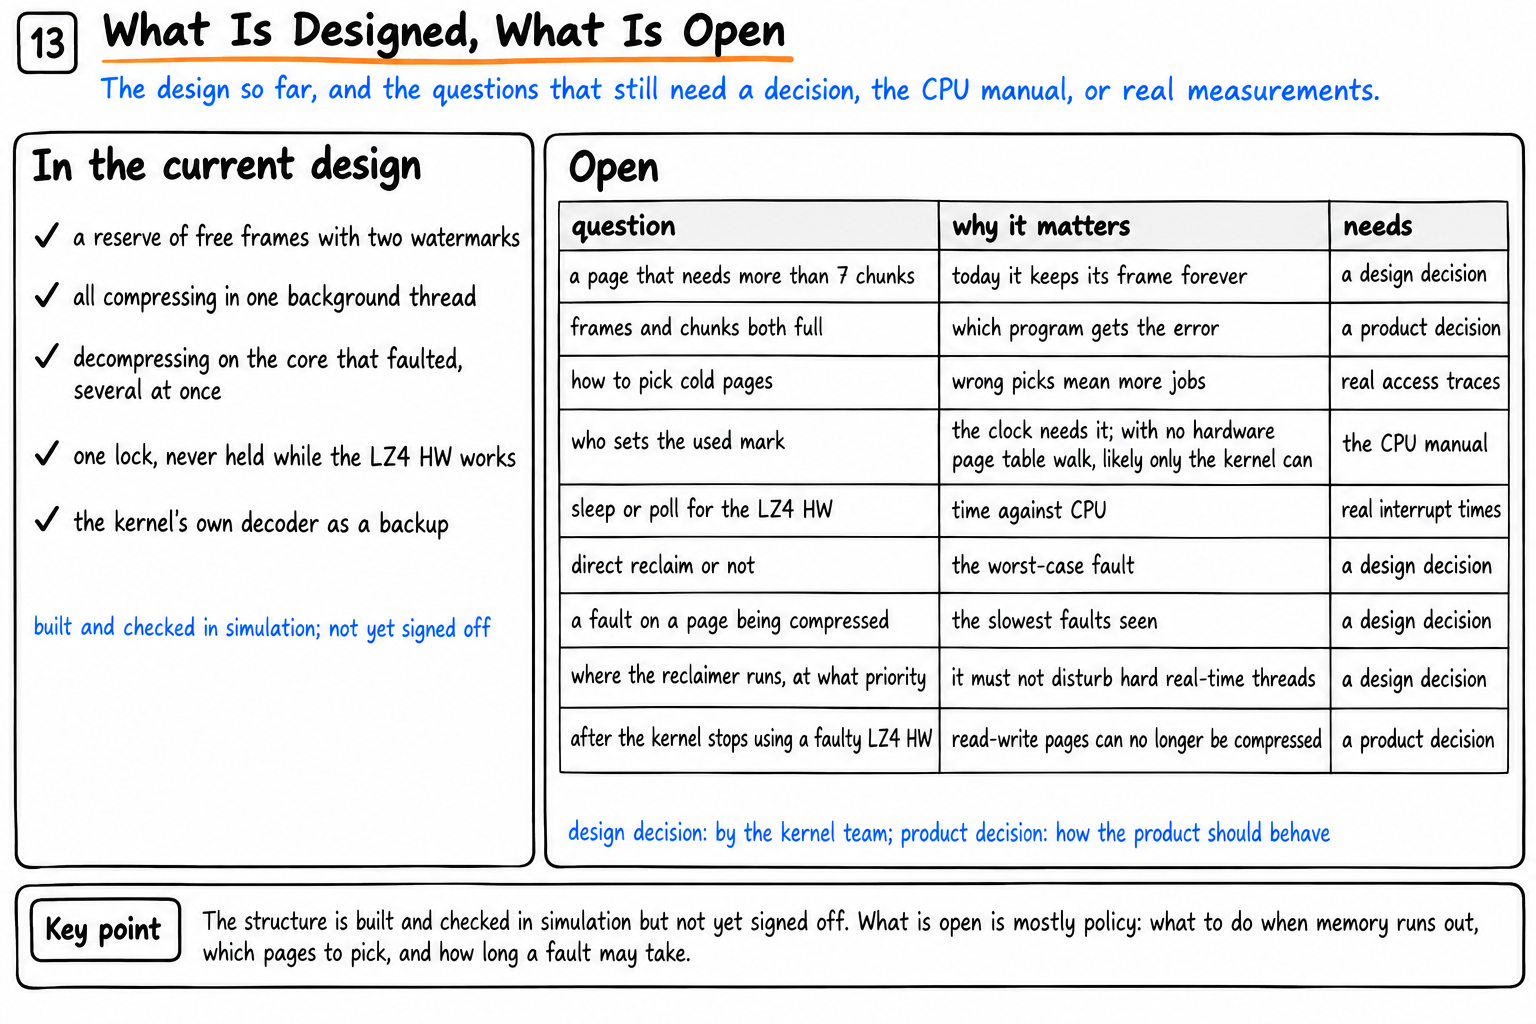 13
What Is Designed, What Is Open
The design so far, and the questions that still need a decision, the CPU manual, or real measurements.
In the current design
✓ a reserve of free frames with two watermarks
✓ all compressing in one background thread
✓ decompressing on the core that faulted,
several at once
✓ one lock, never held while the LZ4 HW works
✓ the kernel's own decoder as a backup
built and checked in simulation; not yet signed off
Open
question | why it matters | needs
a page that needs more than 7 chunks | today it keeps its frame forever | a design decision
frames and chunks both full | which program gets the error | a product decision
how to pick cold pages | wrong picks mean more jobs | real access traces
who sets the used mark | the clock needs it; with no hardware
page table walk, likely only the kernel can | the CPU manual
sleep or poll for the LZ4 HW | time against CPU | real interrupt times
direct reclaim or not | the worst-case fault | a design decision
a fault on a page being compressed | the slowest faults seen | a design decision
where the reclaimer runs, at what priority | it must not disturb hard real-time threads | a design decision
after the kernel stops using a faulty LZ4 HW | read-write pages can no longer be compressed | a product decision
design decision: by the kernel team; product decision: how the product should behave
Key point
The structure is built and checked in simulation but not yet signed off. What is open is mostly policy: what to do when memory runs out,
which pages to pick, and how long a fault may take.